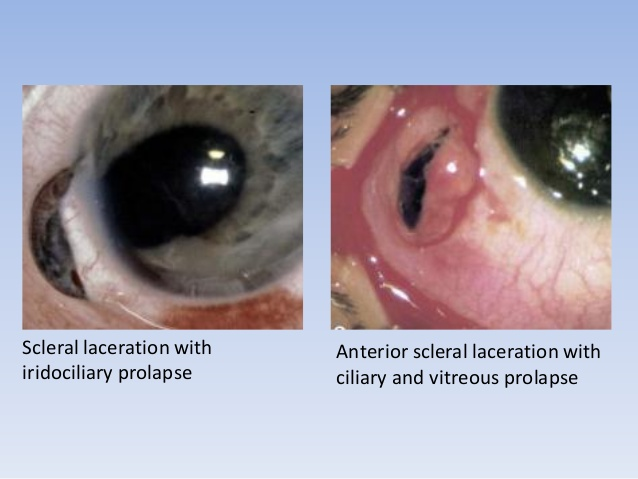 Scleral laceration with
iridociliary prolapse
Anterior scleral laceration with
ciliary and vitreous prolapse